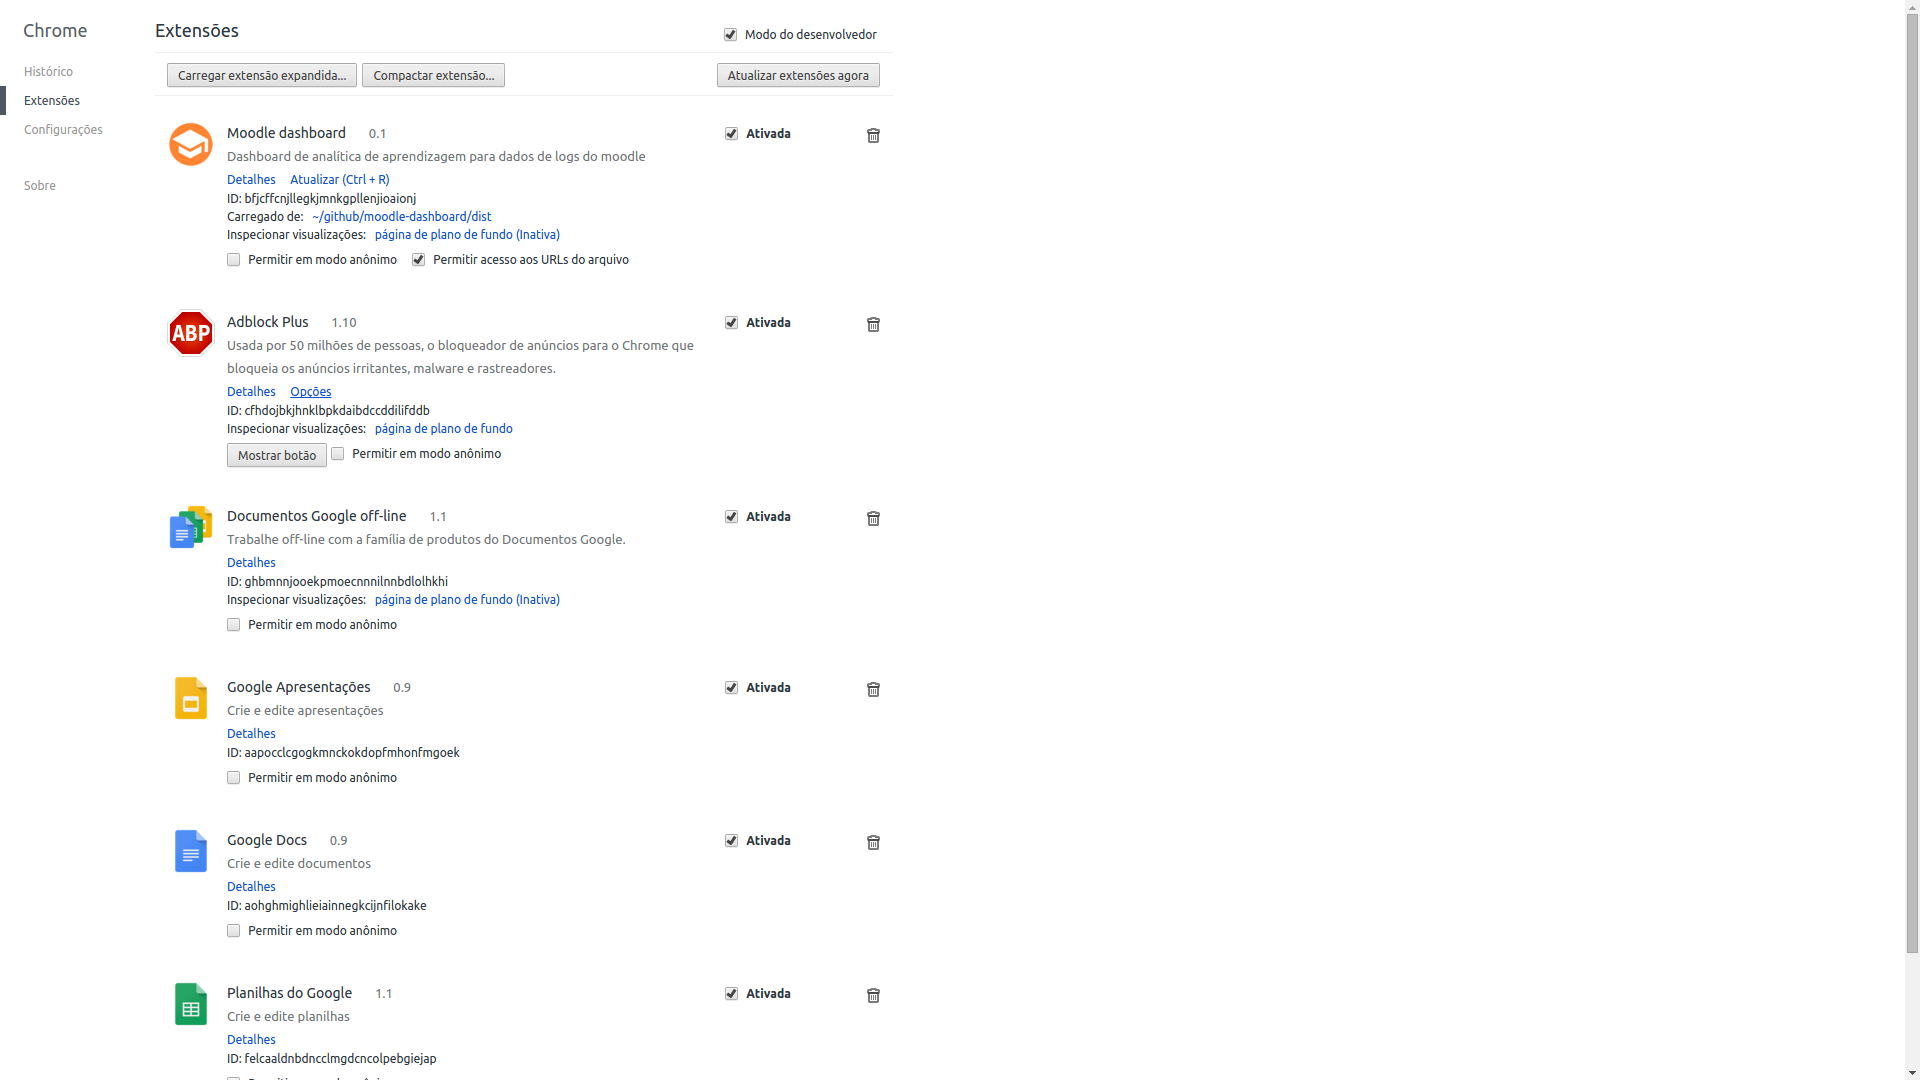 Chrome
Histórico
Extensões
Configurações
Sobre
Extensões
Modo do desenvolvedor
Carregar extensão expandida...
Compactar extensão...
Atualizar extensões agora
Moodle dashboard 0.1
Ativada
Dashboard de analítica de aprendizagem para dados de logs do moodle
Detalhes Atualizar (Ctrl + R)
ID: bfjcffcnjllegkjmnkgpllenjioaionj
Carregado de: ~/github/moodle-dashboard/dist
Inspecionar visualizações: página de plano de fundo (Inativa)
Permitir em modo anônimo Permitir acesso aos URLs do arquivo
ABP
Adblock Plus 1.10
Ativada
Usada por 50 milhões de pessoas, o bloqueador de anúncios para o Chrome que
bloqueia os anúncios irritantes, malware e rastreadores.
Detalhes Opções
ID: cfhdojbkjhnklbpkdaibdccddilifddb
Inspecionar visualizações: página de plano de fundo
Mostrar botão Permitir em modo anônimo
Documentos Google off-line 1.1
Ativada
Trabalhe off-line com a família de produtos do Documentos Google.
Detalhes
ID: ghbmnnjooekpmoecnnnilnnbdlolhkhi
Inspecionar visualizações: página de plano de fundo (Inativa)
Permitir em modo anônimo
Google Apresentações 0.9
Ativada
Crie e edite apresentações
Detalhes
ID: aapocclcgogkmnckokdopfmhonfmgoek
Permitir em modo anônimo
Google Docs 0.9
Ativada
Crie e edite documentos
Detalhes
ID: aohghmighlieiainnegkcijnfilokake
Permitir em modo anônimo
Planilhas do Google 1.1
Ativada
Crie e edite planilhas
Detalhes
ID: felcaaldnbdncclmgdcncolpebgiejap